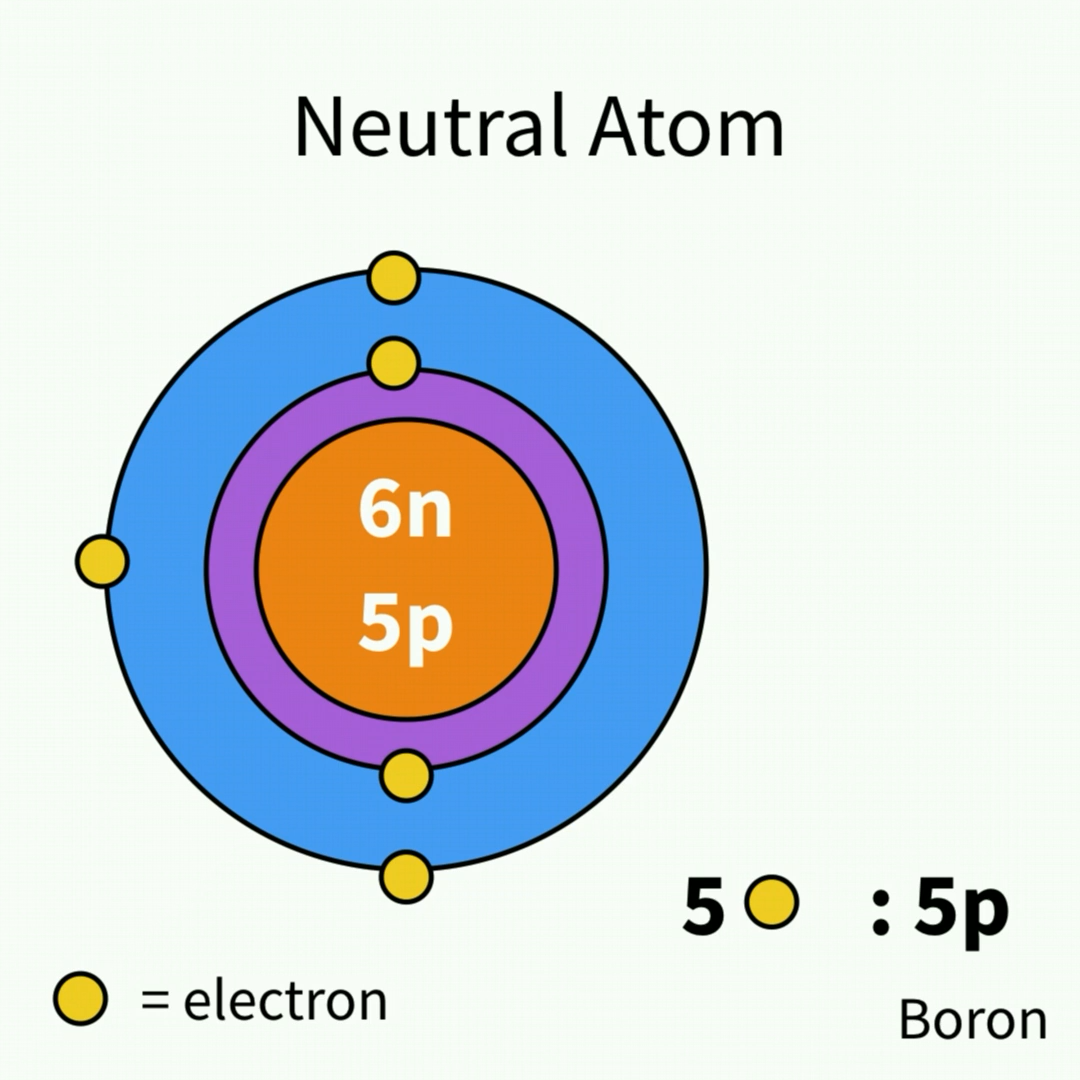 Neutral Atom
6n
5p
5 : 5p
= electron
Boron